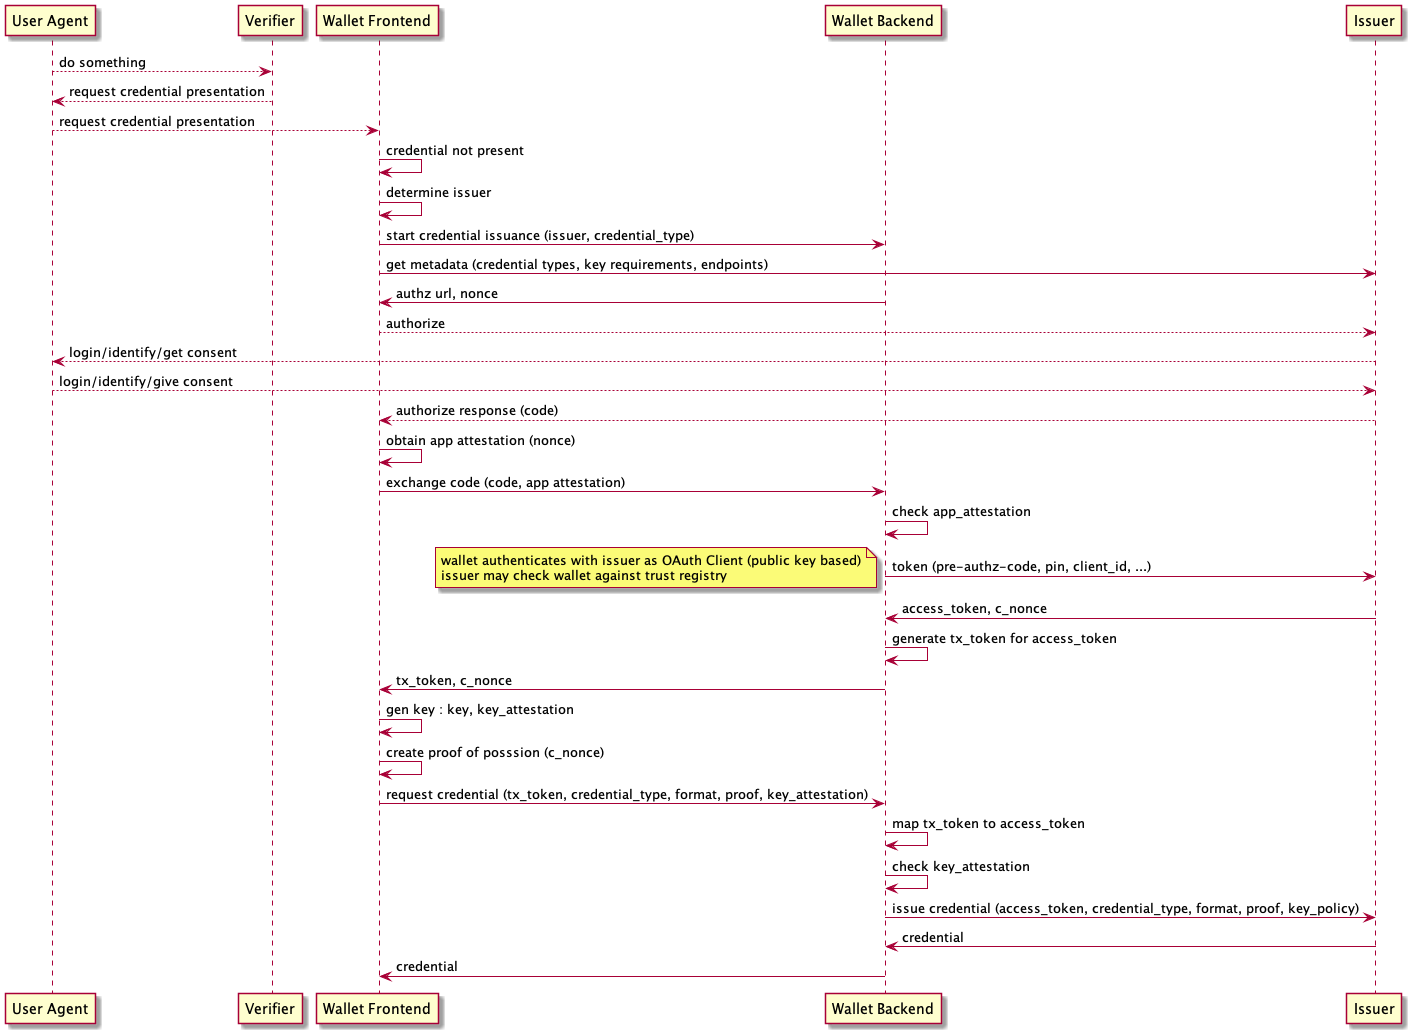 User Agent
Verifier
Wallet Frontend
Wallet Backend
Issuer
do something
request credential presentation
request credential presentation
credential not present
determine issuer
start credential issuance (issuer, credential_type)
get metadata (credential types, key requirements, endpoints)
authz url, nonce
authorize
login/identify/get consent
login/identify/give consent
authorize response (code)
obtain app attestation (nonce)
exchange code (code, app attestation)
check app_attestation
wallet authenticates with issuer as OAuth Client (public key based)
issuer may check wallet against trust registry
token (pre-authz-code, pin, client_id, ...)
access_token, c_nonce
generate tx_token for access_token
tx_token, c_nonce
gen key : key, key_attestation
create proof of posssion (c_nonce)
request credential (tx_token, credential_type, format, proof, key_attestation)
map tx_token to access_token
check key_attestation
issue credential (access_token, credential_type, format, proof, key_policy)
credential
credential
User Agent
Verifier
Wallet Frontend
Wallet Backend
Issuer